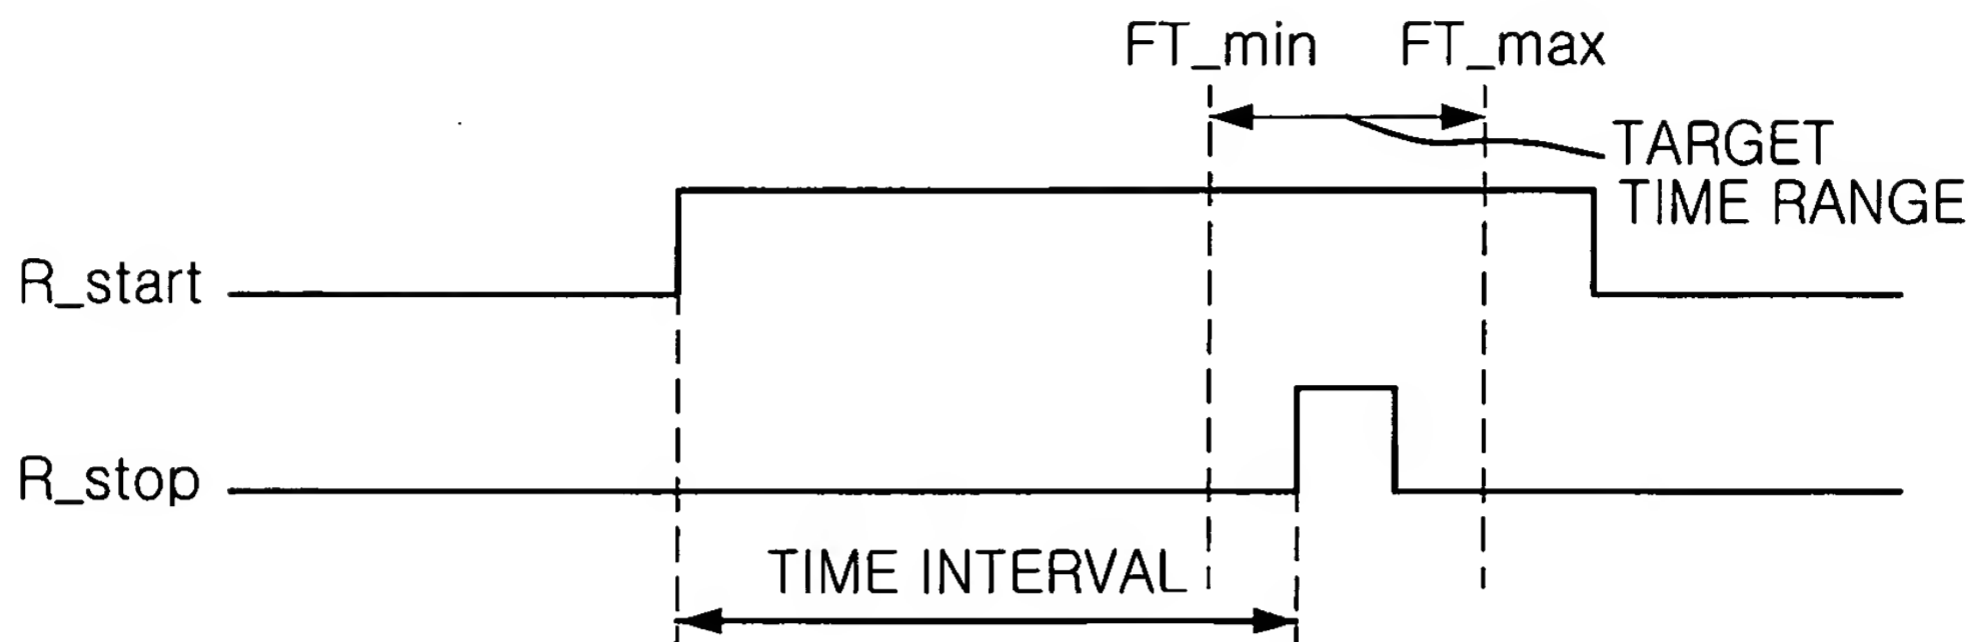 FT_min FT_max
TARGET
TIME RANGE
R_start
R_stop
TIME INTERVAL